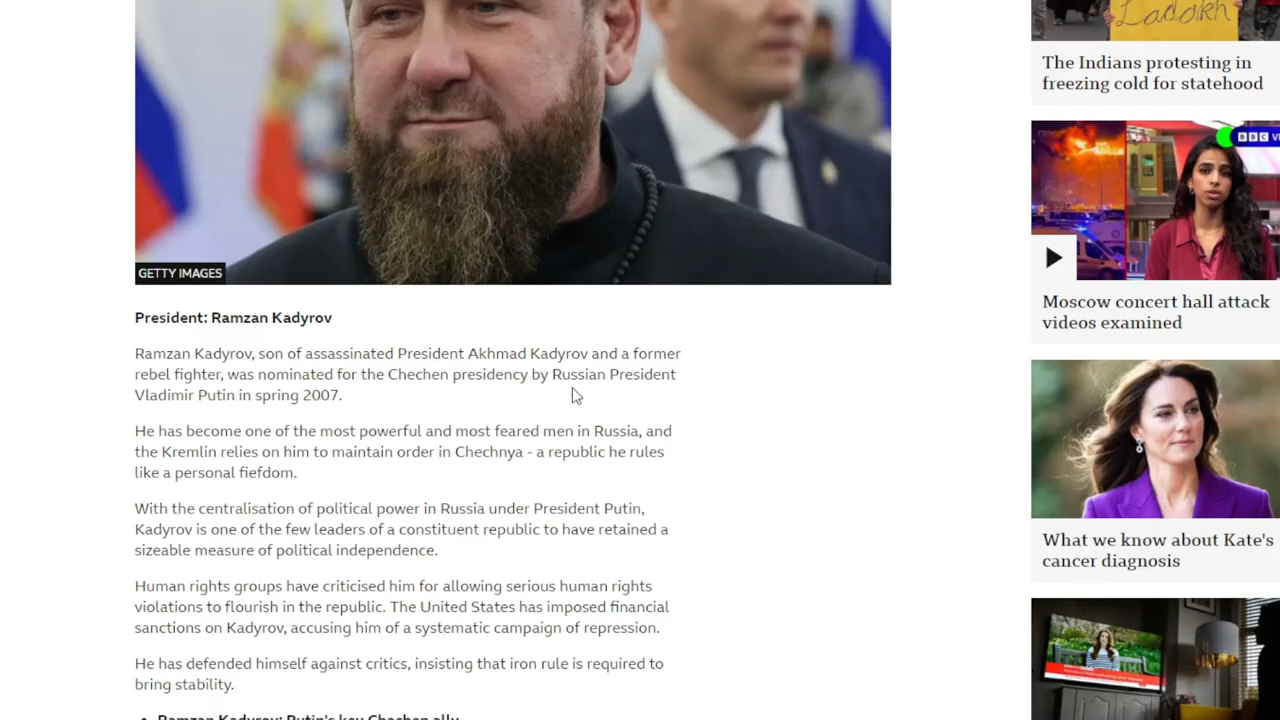 Ladakh
The Indians protesting in
freezing cold for statehood
BBC
Moscow concert hall attack
videos examined
GETTY IMAGES
President: Ramzan Kadyrov
Ramzan Kadyrov, son of assassinated President Akhmad Kadyrov and a former
rebel fighter, was nominated for the Chechen presidency by Russian President
Vladimir Putin in spring 2007.
He has become one of the most powerful and most feared men in Russia, and
the Kremlin relies on him to maintain order in Chechnya - a republic he rules
like a personal fiefdom.
With the centralisation of political power in Russia under President Putin,
Kadyrov is one of the few leaders of a constituent republic to have retained a
sizeable measure of political independence.
Human rights groups have criticised him for allowing serious human rights
violations to flourish in the republic. The United States has imposed financial
sanctions on Kadyrov, accusing him of a systematic campaign of repression.
He has defended himself against critics, insisting that iron rule is required to
bring stability.
• Ramzan Kadyrov: Putin's key Chechen ally
What we know about Kate's
cancer diagnosis